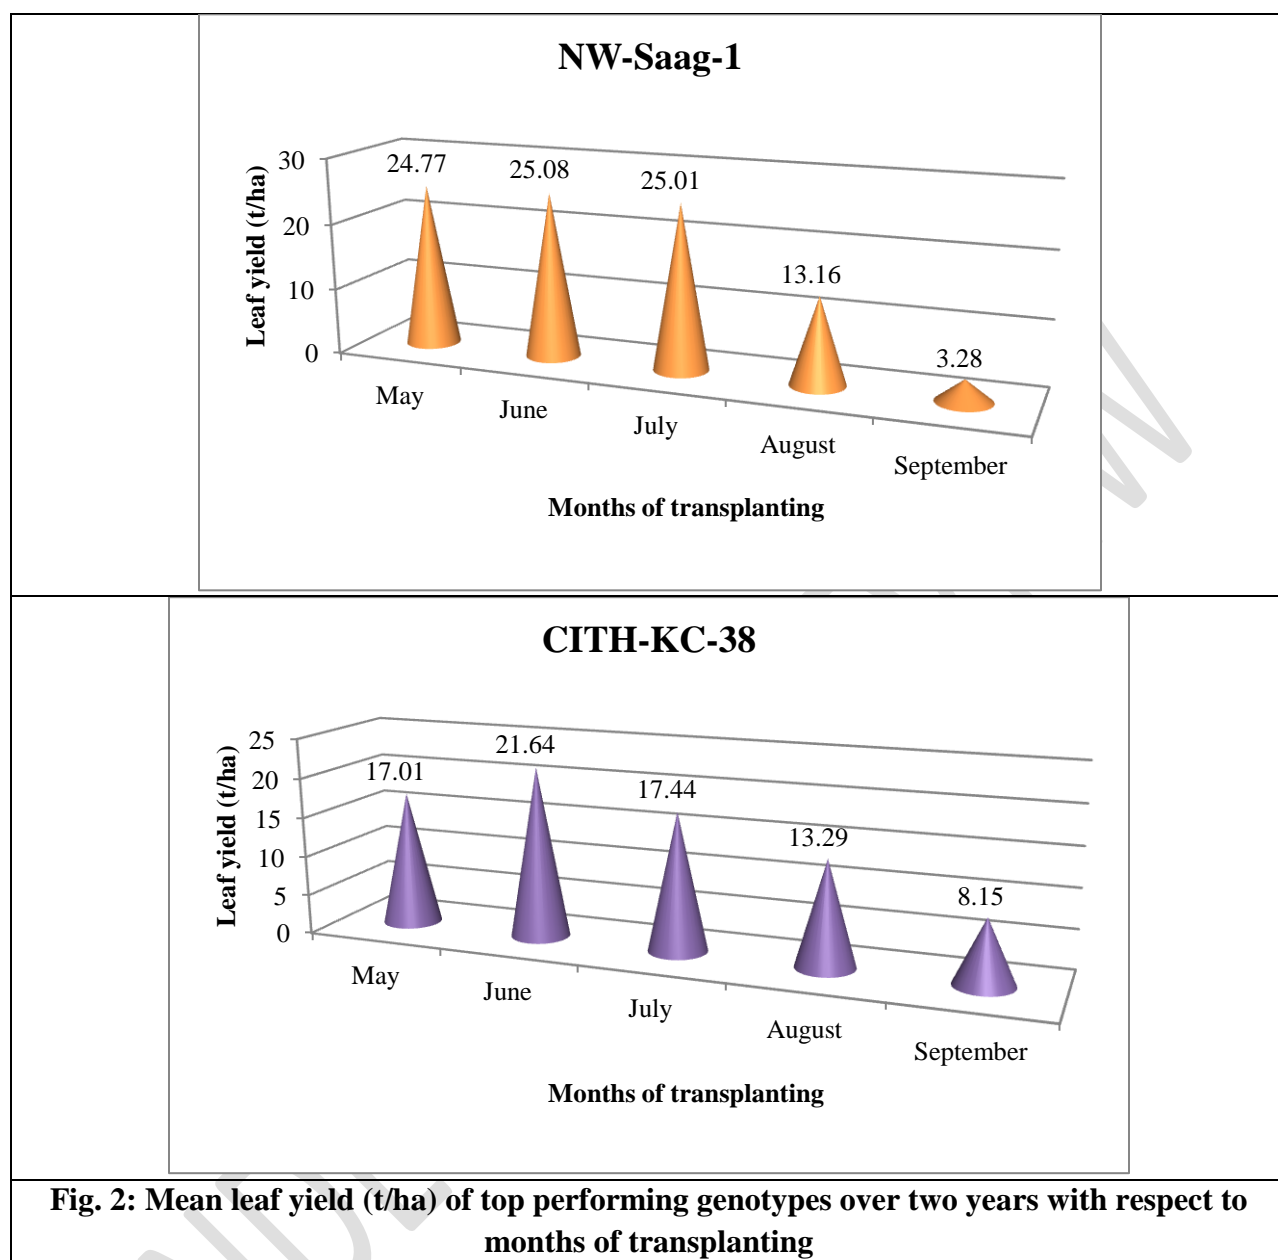 NW-Saag-1
Leaf yield (t/ha)
30
20
10
0
24.77
25.08
25.01
13.16
3.28
May
June
July
August
September
Months of transplanting
CITH-KC-38
Leaf yield (t/ha)
25
20
15
10
5
0
17.01
21.64
17.44
13.29
8.15
May
June
July
August
September
Months of transplanting
Fig. 2: Mean leaf yield (t/ha) of top performing genotypes over two years with respect to
months of transplanting